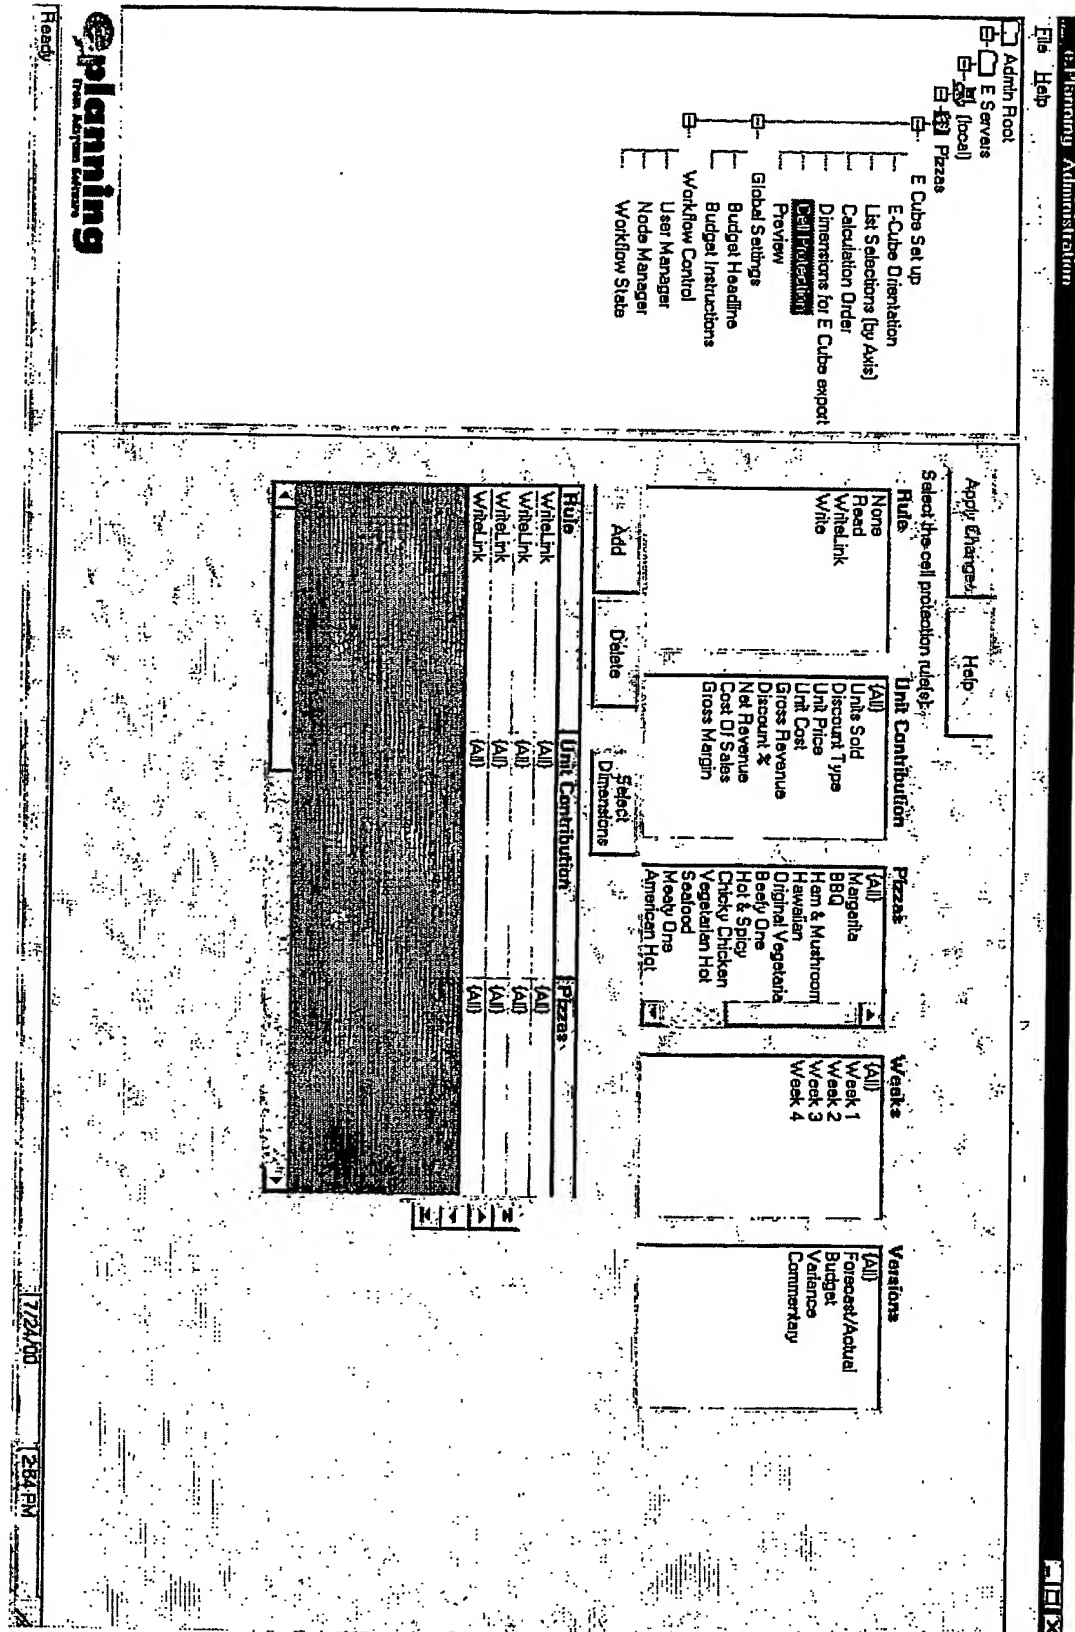 e.Planning Administration
File Help
Admin Root
E Servers
(local)
Pizzas
E Cube Set up
E-Cube Orientation
List Selections (by Axis)
Calculation Order
Dimensions for E Cube export
Cell Protection
Preview
Global Settings
Budget Headline
Budget Instructions
Workflow Control
User Manager
Node Manager
Workflow State
e.planning
from Adaytum Software
Apply Changes Help
Select the cell protection rule(s).
Rule
None
Read
WriteLink
Write
Unit Contribution
{All}
Units Sold
Discount Type
Unit Price
Unit Cost
Gross Revenue
Discount %
Net Revenue
Cost Of Sales
Gross Margin
Pizzas
{All}
Margarita
BBQ
Ham & Mushroom
Hawaiian
Original Vegetaria
Beefy One
Hot & Spicy
Chicky Chicken
Vegetarian Hot
Seafood
Meaty One
American Hot
Weeks
{All}
Week 1
Week 2
Week 3
Week 4
Versions
{All}
Forecast/Actual
Budget
Variance
Commentary
Add Delete Select Dimensions
Rule Unit Contribution Pizzas
WriteLink {All} {All}
WriteLink {All} {All}
WriteLink {All} {All}
WriteLink {All} {All}
Ready 7/24/00 2:54 PM